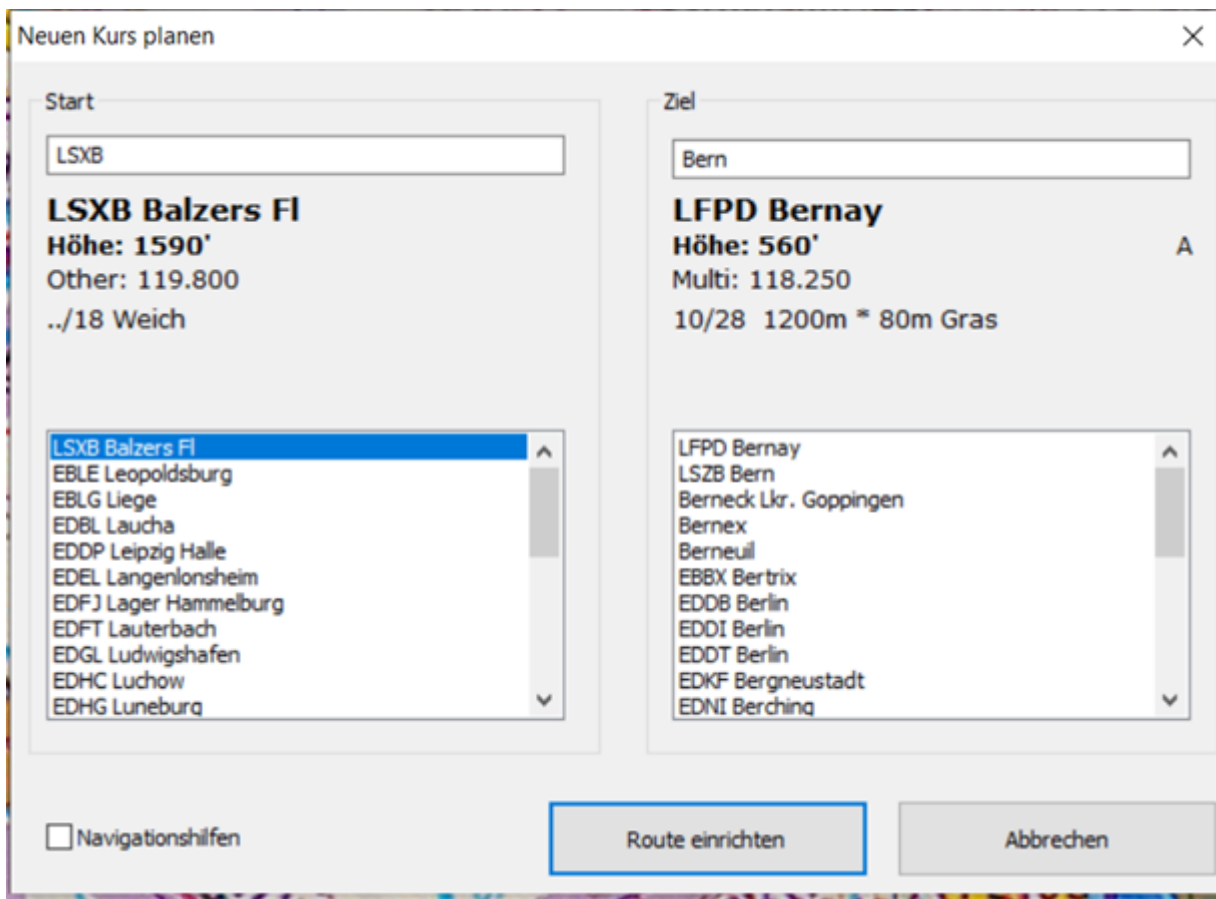 Neuen Kurs planen
Start
LSXB
LSXB Balzers Fl
Höhe: 1590'
Other: 119.800
../18 Weich
LSXB Balzers Fl
EBLE Leopoldsburg
EBLG Liege
EDBL Laucha
EDDP Leipzig Halle
EDEL Langenlonsheim
EDFJ Lager Hammelburg
EDFT Lauterbach
EDGL Ludwigshafen
EDHC Luchow
EDHG Luneburg
Ziel
Bern
LFPD Bernay
Höhe: 560' A
Multi: 118.250
10/28 1200m * 80m Gras
LFPD Bernay
LSZB Bern
Berneck Lkr. Goppingen
Bernex
Berneuil
EBBX Bertrix
EDDB Berlin
EDDI Berlin
EDDT Berlin
EDKF Bergneustadt
EDNI Berching
Navigationshilfen
Route einrichten
Abbrechen